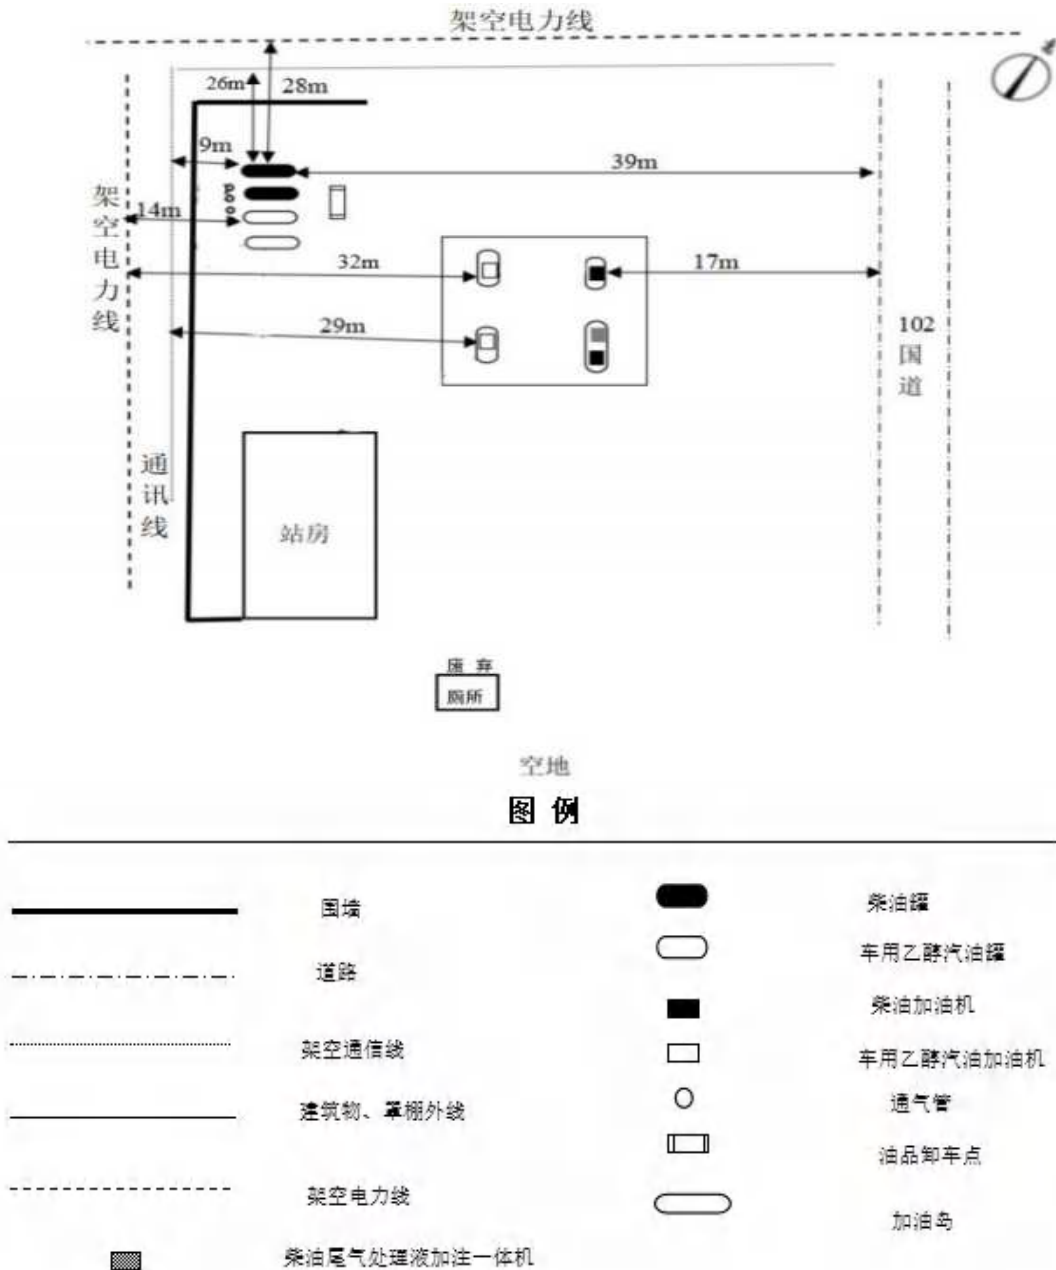 架空电力线
26m
28m
9m
39m
架空电力线
14m
32m
17m
29m
102
国道
通讯线
站房
废弃
厕所
空地
图例
围墙
柴油罐
道路
车用乙醇汽油罐
架空通信线
柴油加油机
车用乙醇汽油加油机
建筑物、罩棚外线
通气管
油品卸车点
架空电力线
加油岛
柴油尾气处理液加注一体机